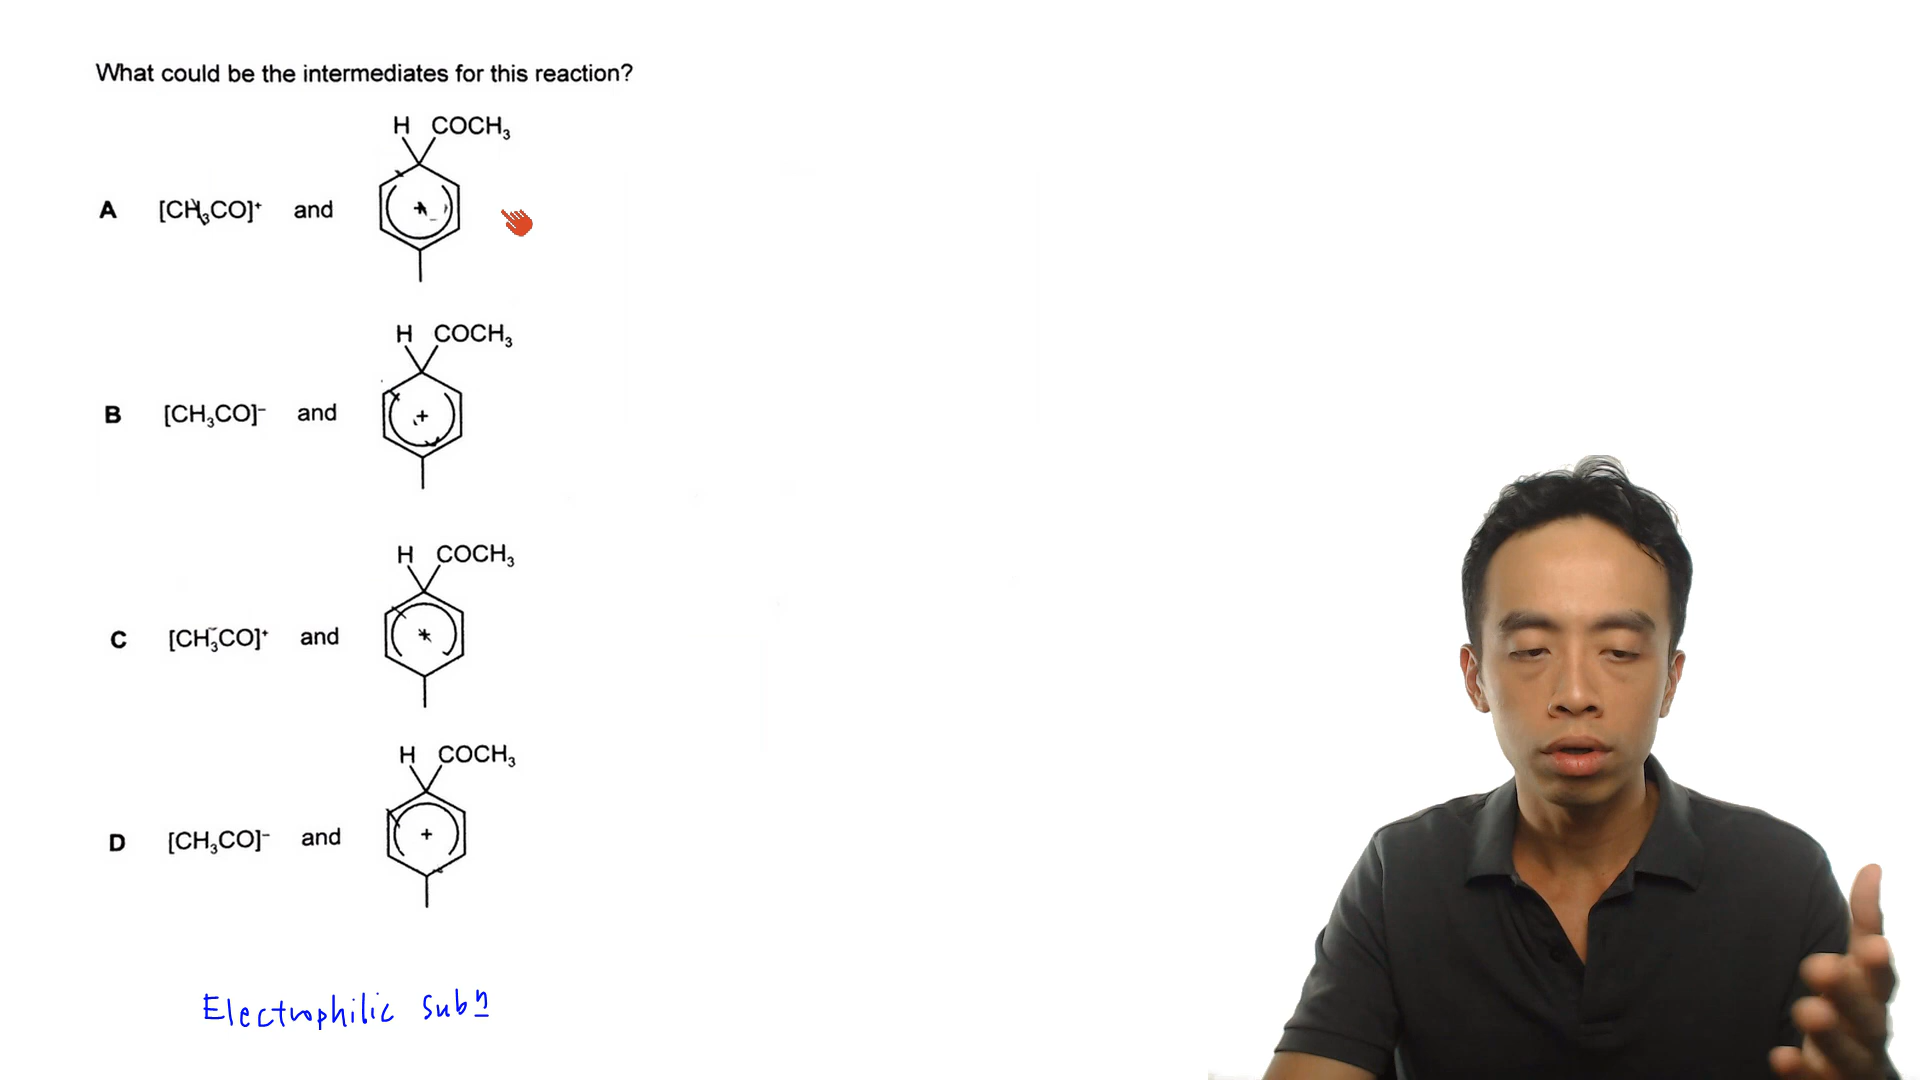 What could be the intermediates for this reaction?
H COCH₃
A [CH₃CO]⁺ and
+
H COCH₃
B [CH₃CO]⁻ and
+
H COCH₃
C [CH₃CO]⁺ and
+
H COCH₃
D [CH₃CO]⁻ and
+
Electrophilic subⁿ